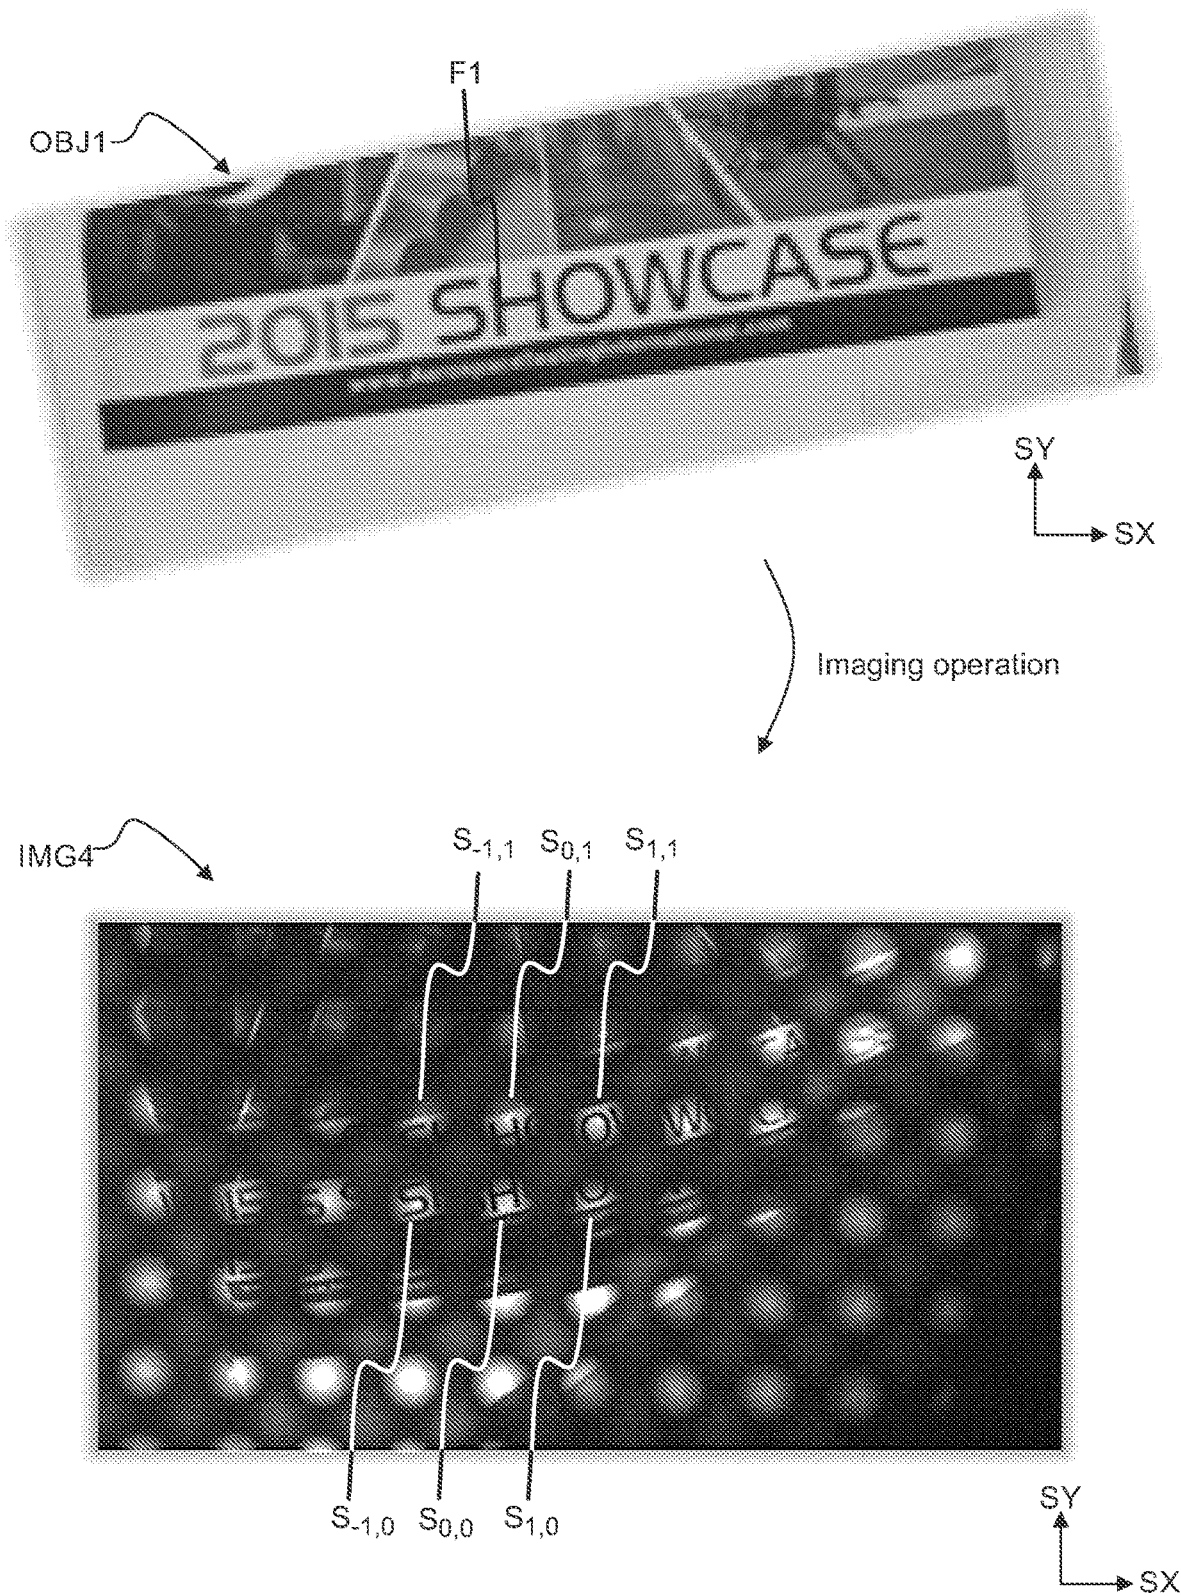 F1
OBJ1
2015 SHOWCASE
SY
SX
Imaging operation
IMG4
S-1,1 S0,1 S1,1
S-1,0 S0,0 S1,0
SY
SX